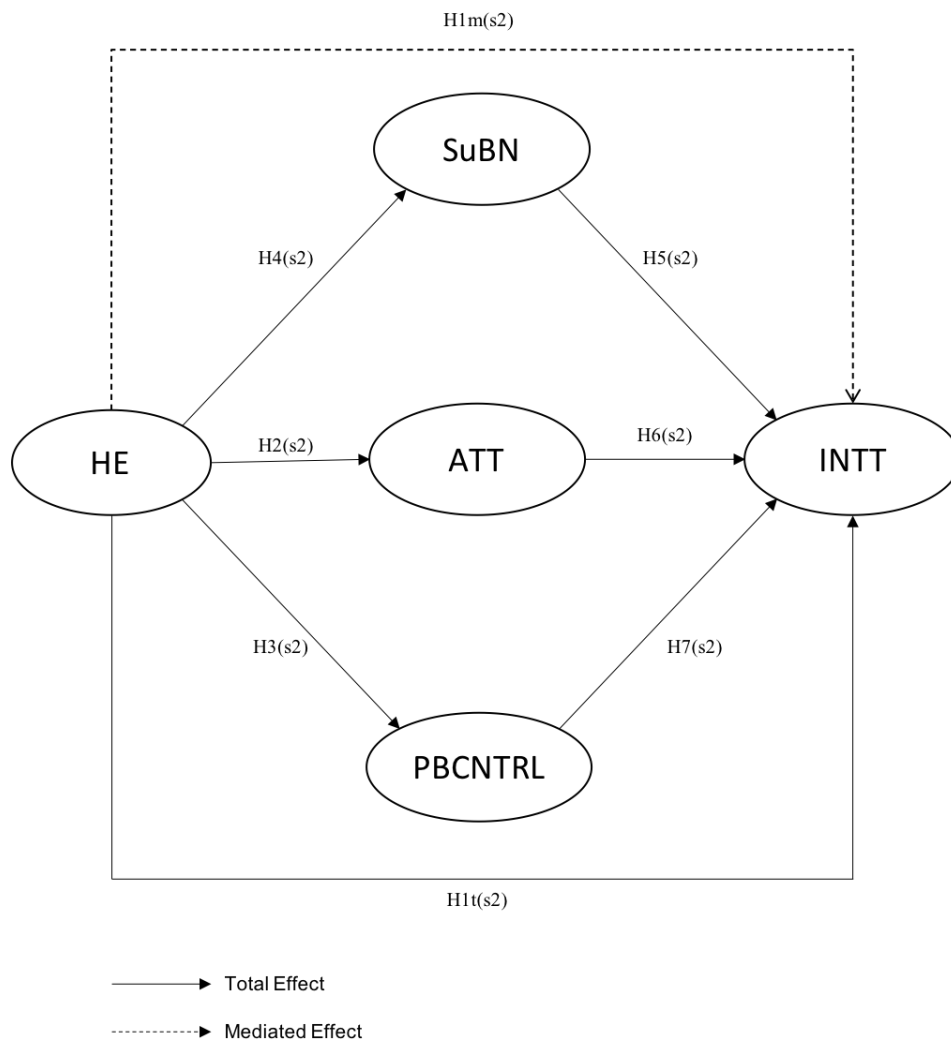 H1m(s2)
SuBN
H4(s2)
H5(s2)
HE
H2(s2)
ATT
H6(s2)
INTT
H3(s2)
H7(s2)
PBCNTRL
H1t(s2)
Total Effect
Mediated Effect